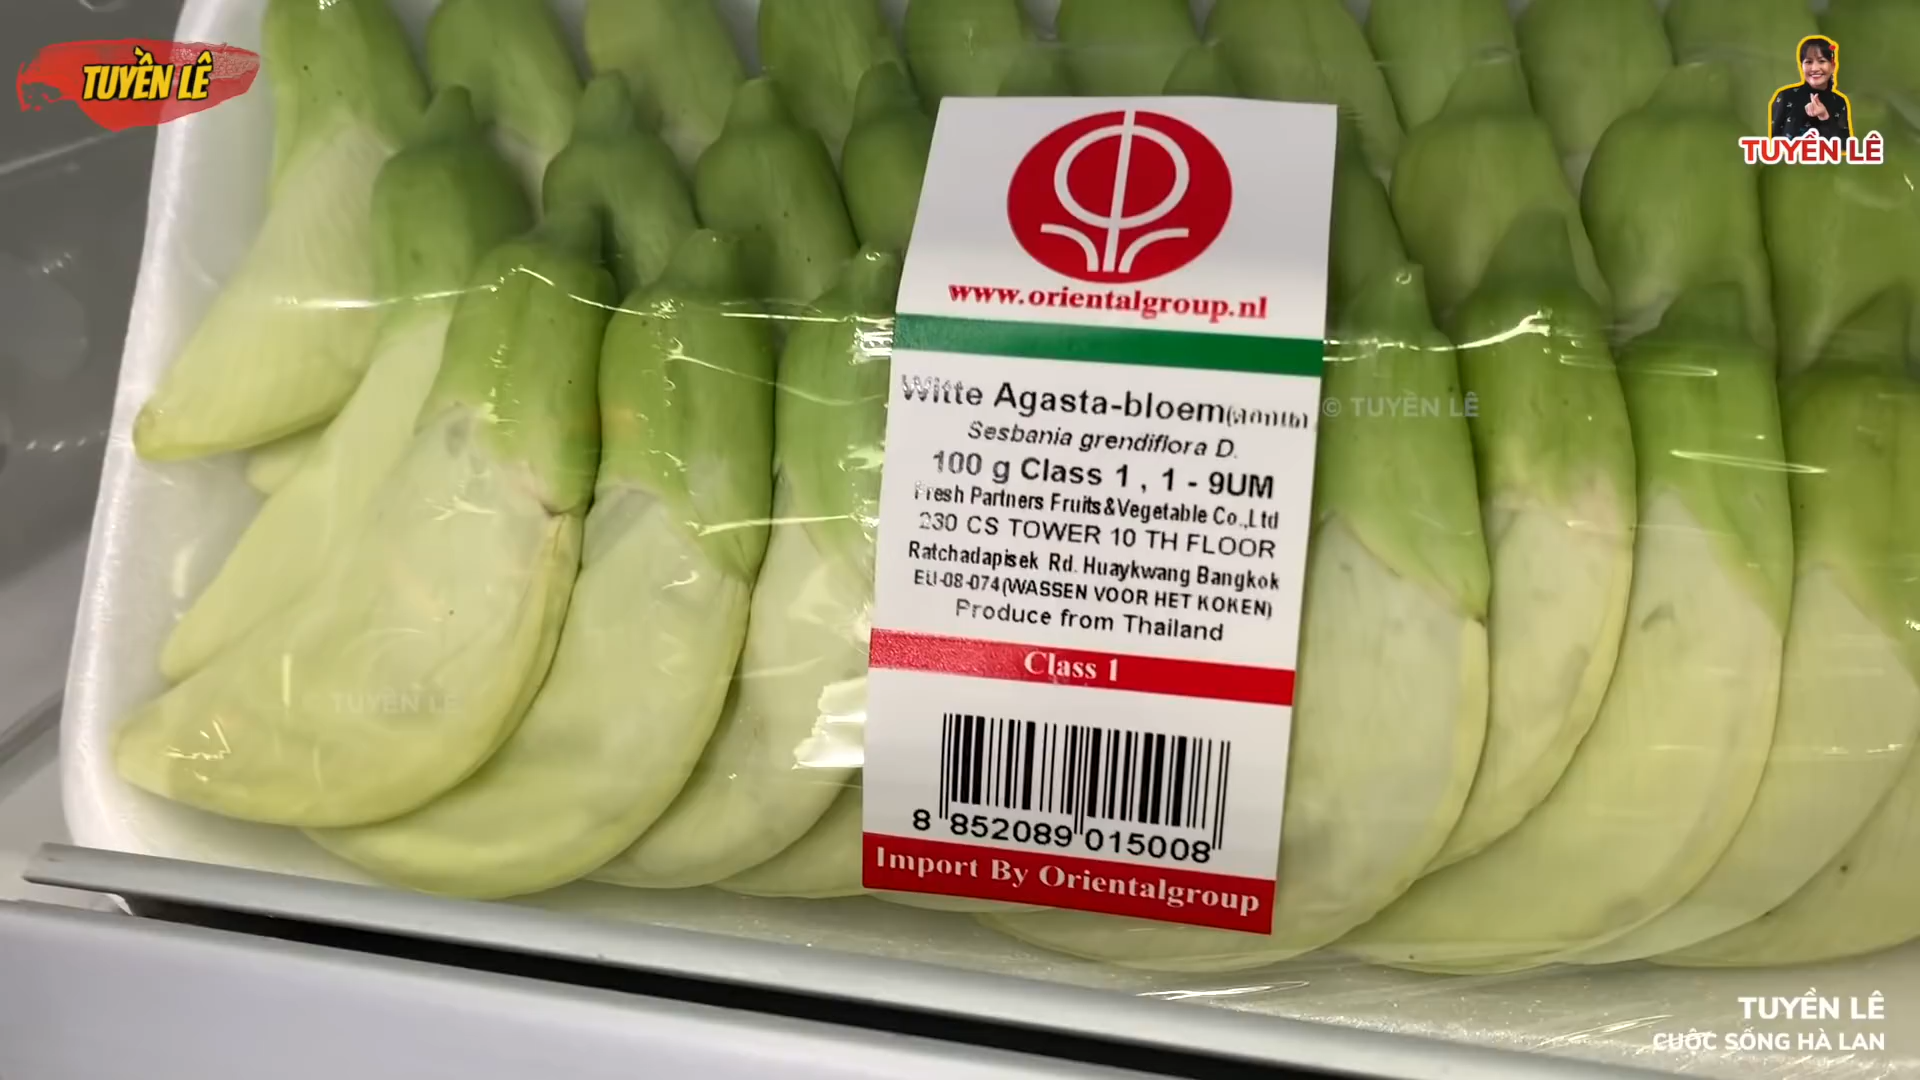 TUYỀN LÊ
TUYỀN LÊ
www.orientalgroup.nl
Witte Agasta-bloem
© TUYỀN LÊ
Sesbania grendiflora D.
100 g Class 1 , 1 - 9UM
Fresh Partners Fruits&Vegetable Co.,Ltd
230 CS TOWER 10 TH FLOOR
Ratchadapisek Rd. Huaykwang Bangkok
EU-08-074(WASSEN VOOR HET KOKEN)
Produce from Thailand
Class 1
TUYỀN LÊ
8 852089 015008
Import By Orientalgroup
TUYỀN LÊ
CUỘC SỐNG HÀ LAN